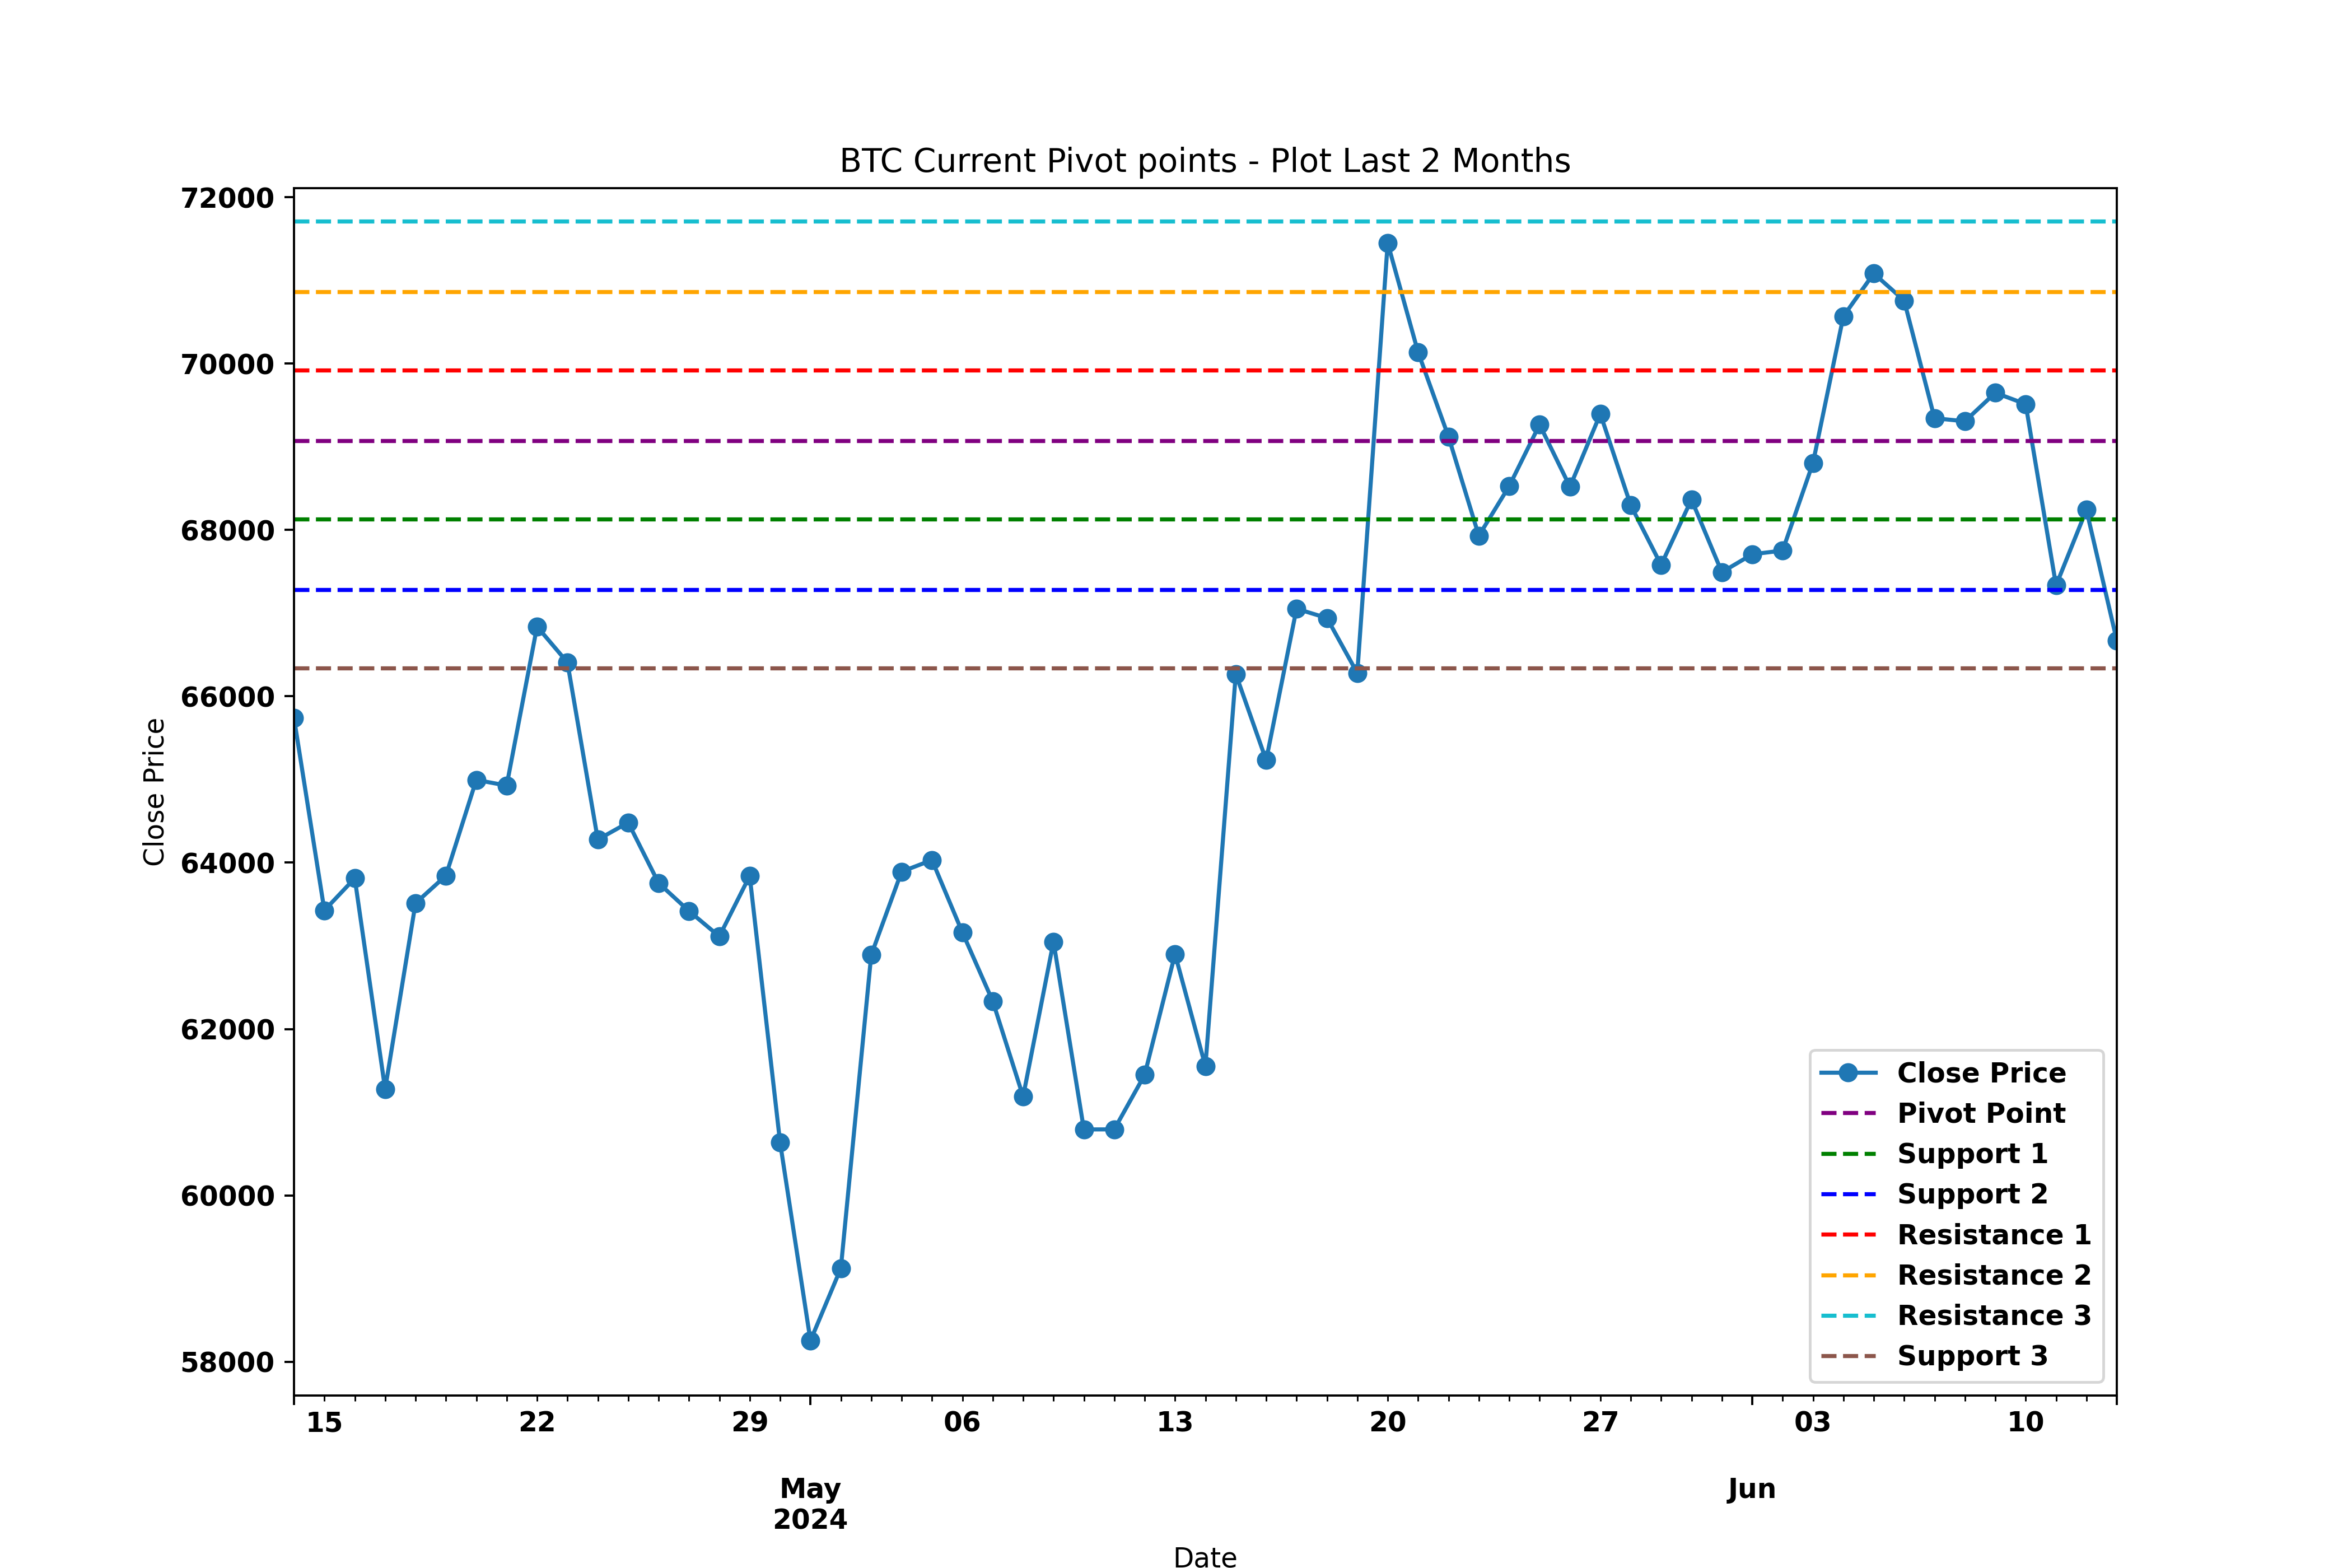 BTC Current Pivot points - Plot Last 2 Months
72000
70000
68000
66000
64000
62000
60000
58000
Close Price
Close Price
Pivot Point
Support 1
Support 2
Resistance 1
Resistance 2
Resistance 3
Support 3
15 22 29 06 13 20 27 03 10
May Jun
2024
Date